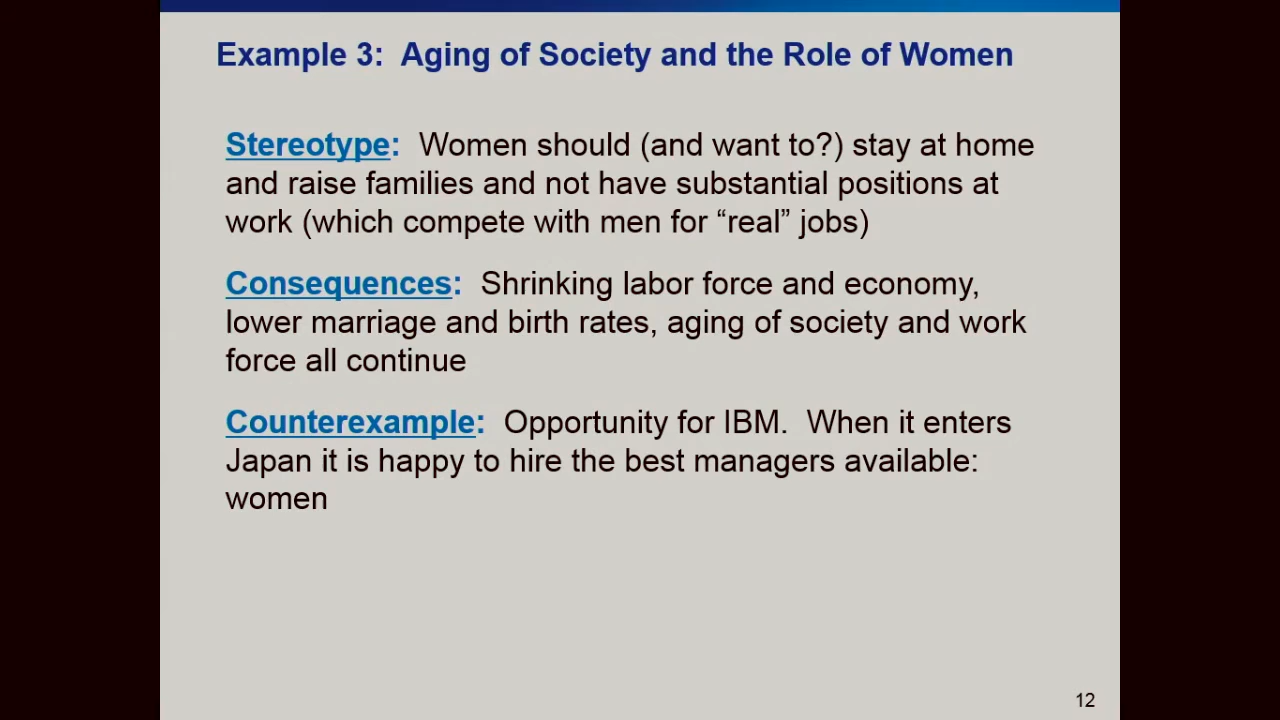 Example 3:  Aging of Society and the Role of Women
Stereotype:  Women should (and want to?) stay at home
and raise families and not have substantial positions at
work (which compete with men for “real” jobs)
Consequences:  Shrinking labor force and economy,
lower marriage and birth rates, aging of society and work
force all continue
Counterexample:  Opportunity for IBM.  When it enters
Japan it is happy to hire the best managers available:
women
12